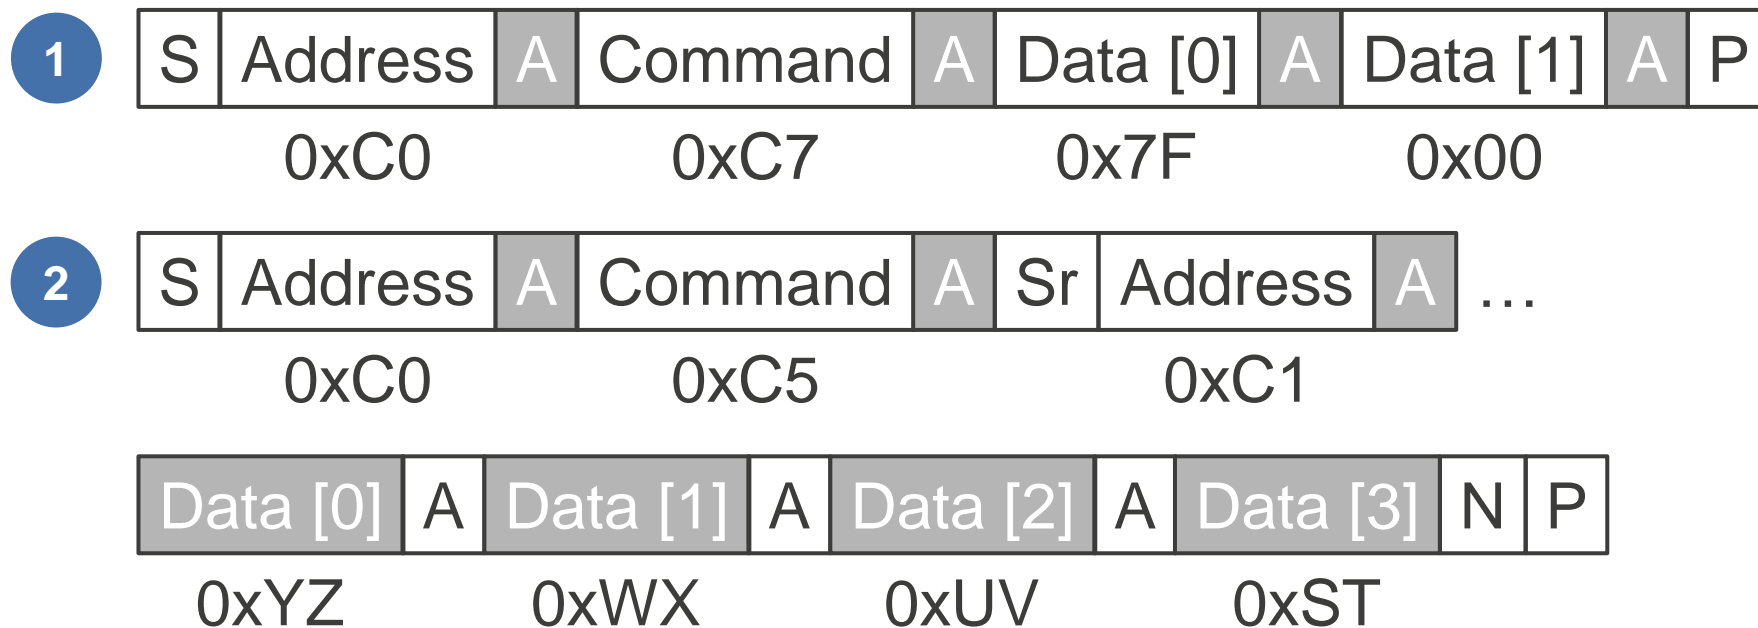 1 S Address A Command A Data [0] A Data [1] A P
0xC0 0xC7 0x7F 0x00
2 S Address A Command A Sr Address A ...
0xC0 0xC5 0xC1
Data [0] A Data [1] A Data [2] A Data [3] N P
0xYZ 0xWX 0xUV 0xST